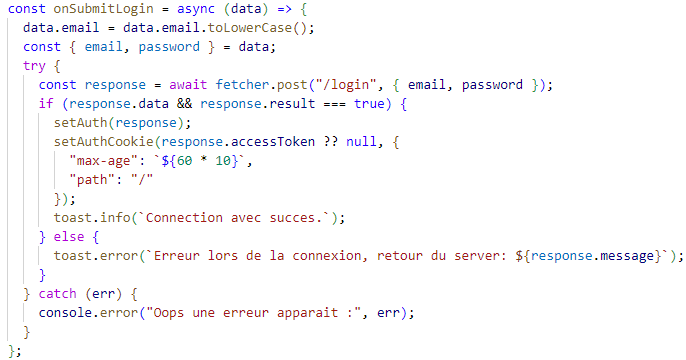 const onSubmitLogin = async (data) => {
data.email = data.email.toLowerCase();
const { email, password } = data;
try {
const response = await fetcher.post("/login", { email, password });
if (response.data && response.result === true) {
setAuth(response);
setAuthCookie(response.accessToken ?? null, {
"max-age": `${60 * 10}`,
"path": "/"
});
toast.info(`Connection avec succes.`);
} else {
toast.error(`Erreur lors de la connexion, retour du server: ${response.message}`);
}
} catch (err) {
console.error("Oops une erreur apparait :", err);
}
};